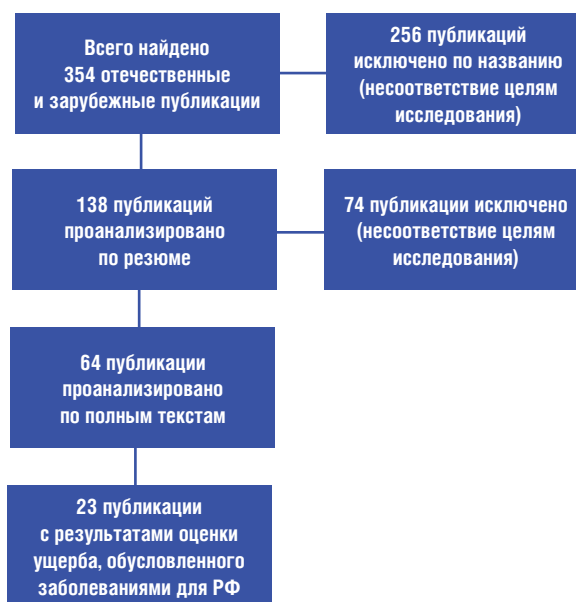 Всего найдено
354 отечественные
и зарубежные публикации
256 публикаций
исключено по названию
(несоответствие целям
исследования)
138 публикаций
проанализировано
по резюме
74 публикации исключено
(несоответствие целям
исследования)
64 публикации
проанализировано
по полным текстам
23 публикации
с результатами оценки
ущерба, обусловленного
заболеваниями для РФ